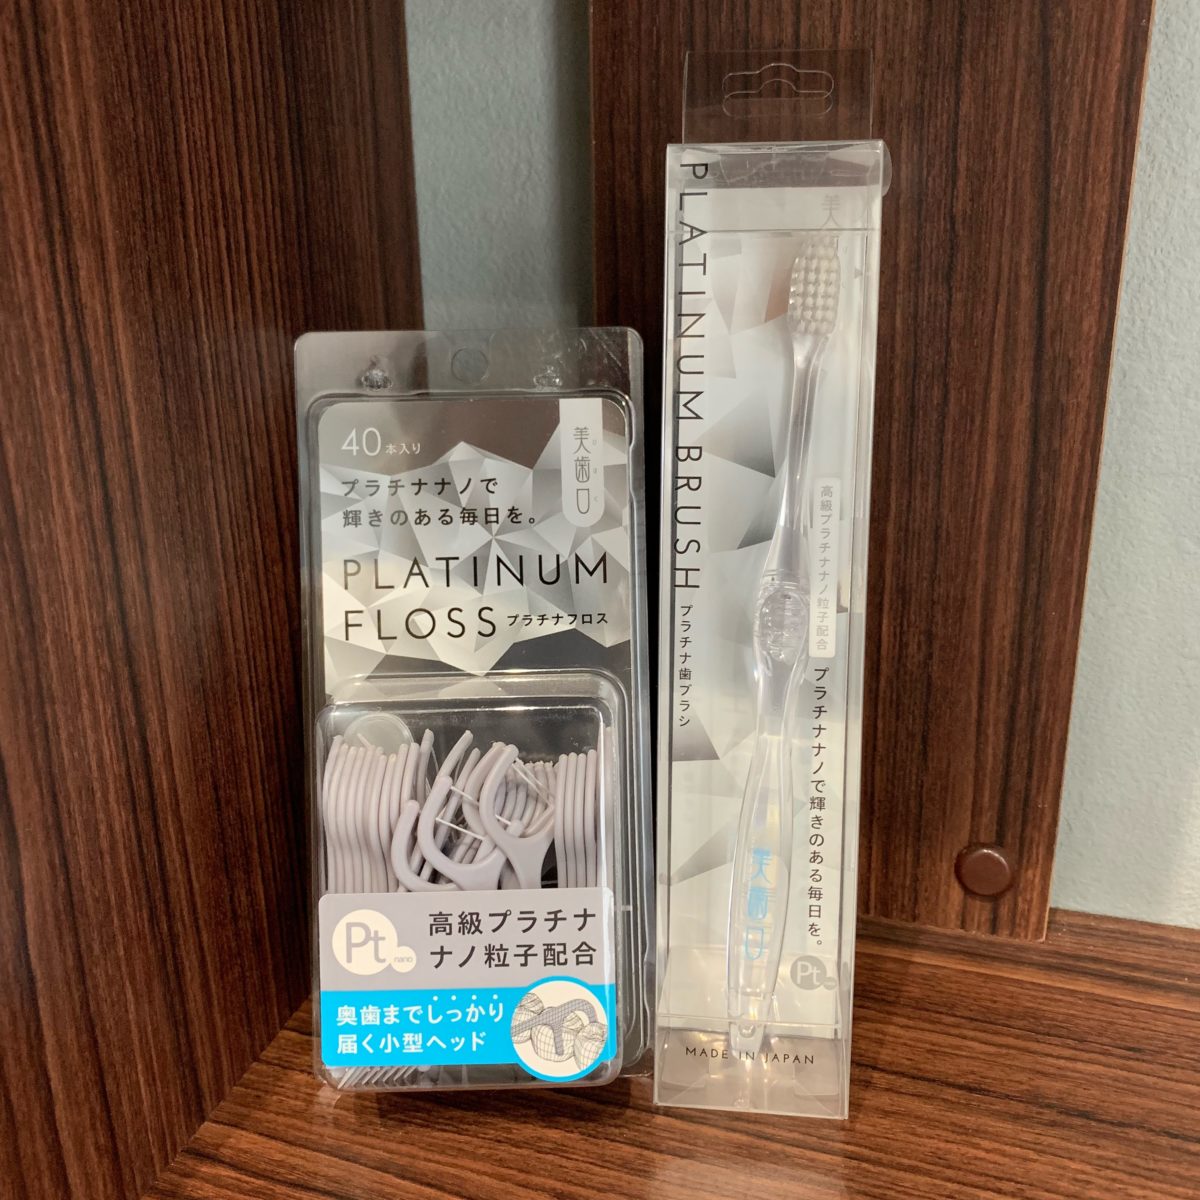 40本入り
プラチナナノで
輝きのある毎日を。
PLATINUM
FLOSS プラチナフロス
美歯口
びはく
Pt nano
高級プラチナ
ナノ粒子配合
奥歯までしっかり
届く小型ヘッド
PLATINUM BRUSH プラチナ歯ブラシ
美
高級プラチナナノ粒子配合
プラチナナノで輝きのある毎日を。
美歯口
Pt
MADE IN JAPAN